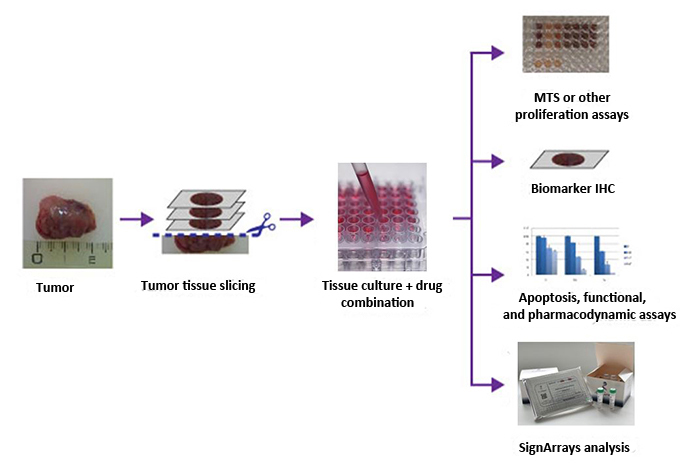 MTS or other
proliferation assays
Biomarker IHC
Tumor
Tumor tissue slicing
Tissue culture + drug
combination
Apoptosis, functional,
and pharmacodynamic assays
SignArrays analysis